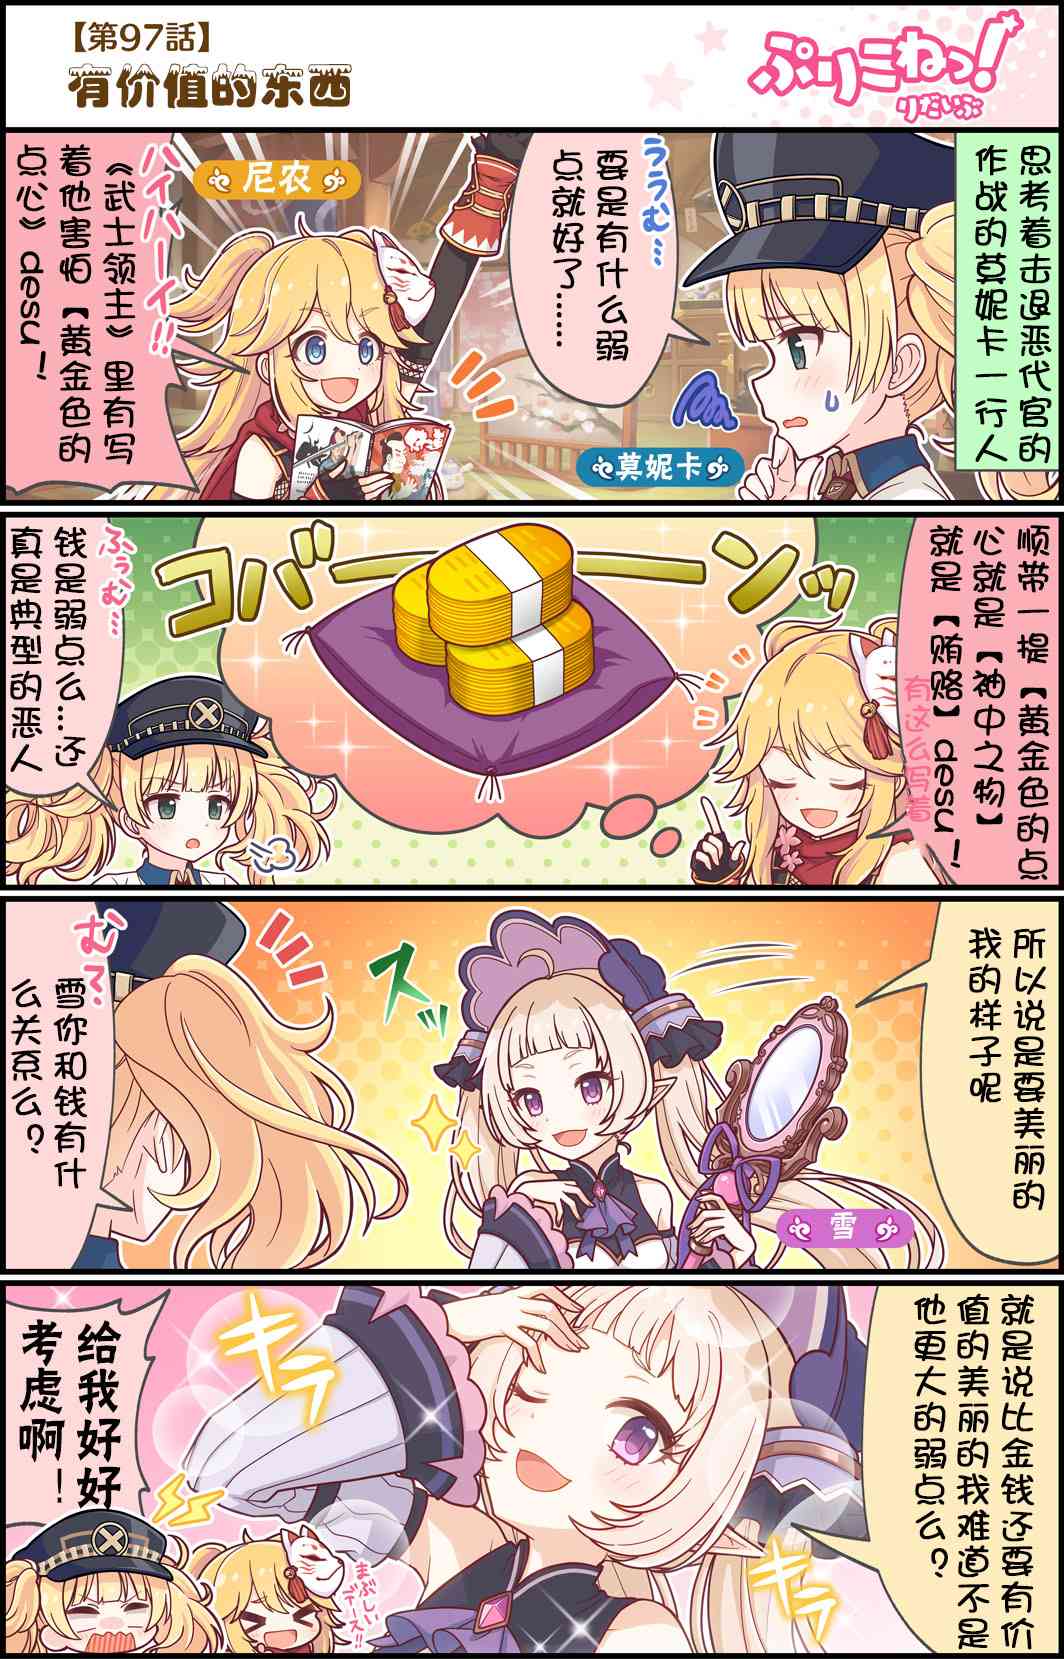 【第97話】
有价值的东西
ぷりこねっ!
りだいぶ
思考着击退恶代官的
作战的莫妮卡一行人
ううむ…
要是有什么弱
点就好了……
莫妮卡
尼农
ハイハーイ!!
《武士领主》里有写
着他害怕【黄金色的
点心》desu!
顺带一提【黄金色的点
心就是【神中之物】
就是【贿赂】desu!
有这么写着
コバーーーンッ
ふぅむ…
钱是弱点么…还
真是典型的恶人
所以说是要美丽的
我的样子呢
スッ
雪
むぅ?
雪你和钱有什
么关系么?
就是说比金钱还要有价
值的美丽的我难道不是
他更大的弱点么?
キラ
キラ
给我好好
考虑啊!
まぶしい
デース!!